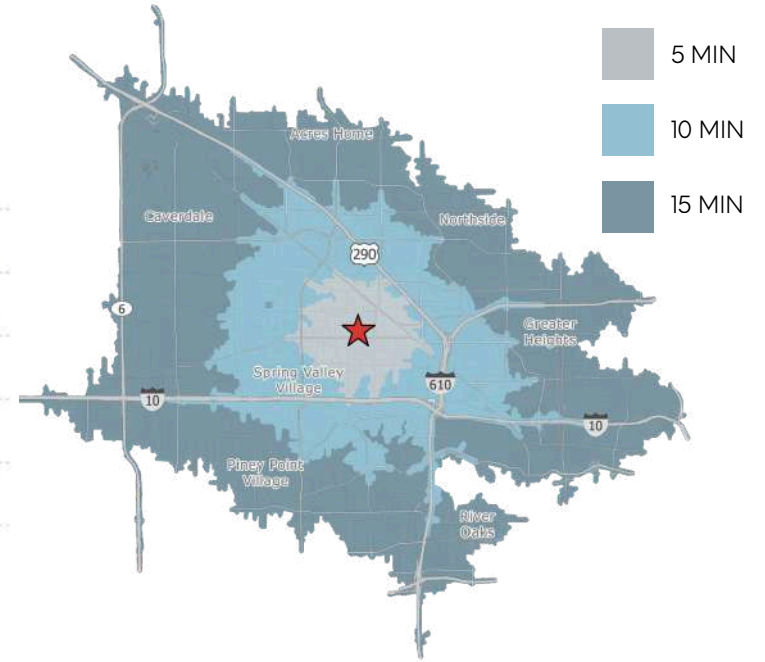 5 MIN
10 MIN
15 MIN
Acres Home
Caverdale
Northside
290
6
Greater
Heights
Spring Valley
Village
610
10
10
Piney Point
Village
River
Oaks